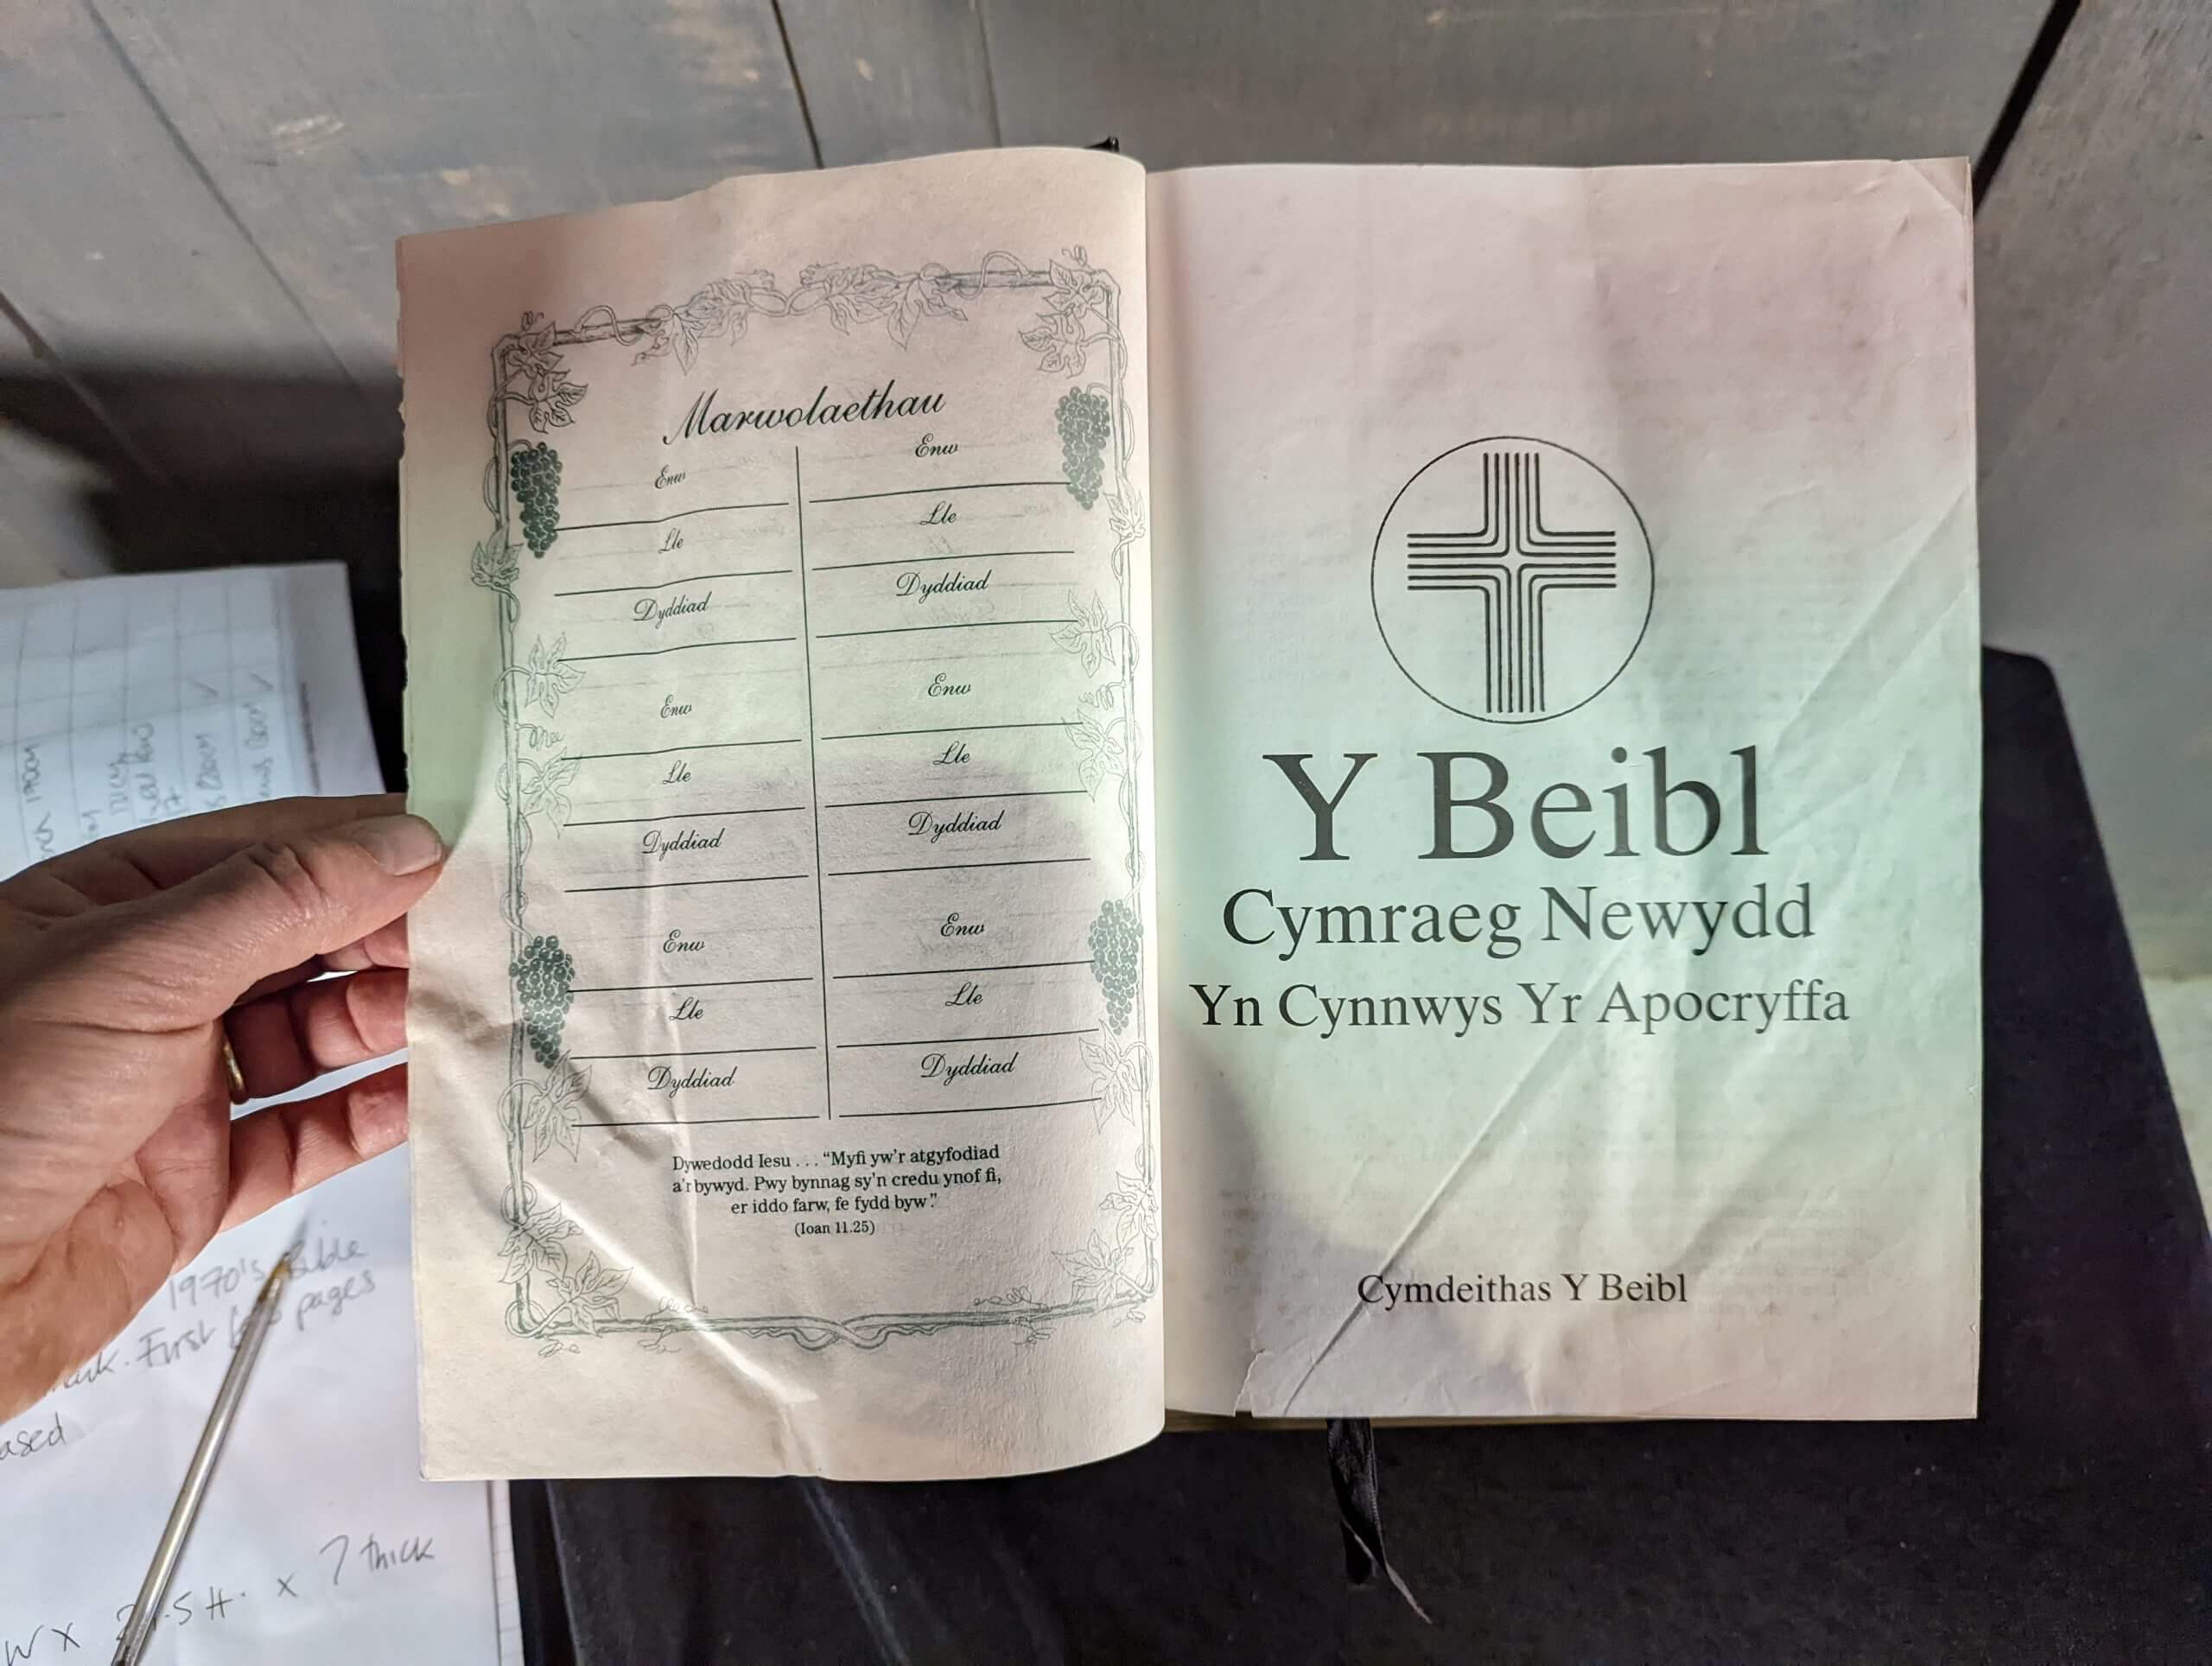 Marwolaethau
Enw
Lle
Dyddiad
Enw
Lle
Dyddiad
Enw
Lle
Dyddiad
Enw
Lle
Dyddiad
Enw
Lle
Dyddiad
Enw
Lle
Dyddiad
Dywedodd Iesu . . . “Myfi yw'r atgyfodiad
a'r bywyd. Pwy bynnag sy'n credu ynof fi,
er iddo farw, fe fydd byw.”
(Ioan 11.25)
Y Beibl
Cymraeg Newydd
Yn Cynnwys Yr Apocryffa
Cymdeithas Y Beibl
1970's Bible
First pages
W x H. x 7 thick